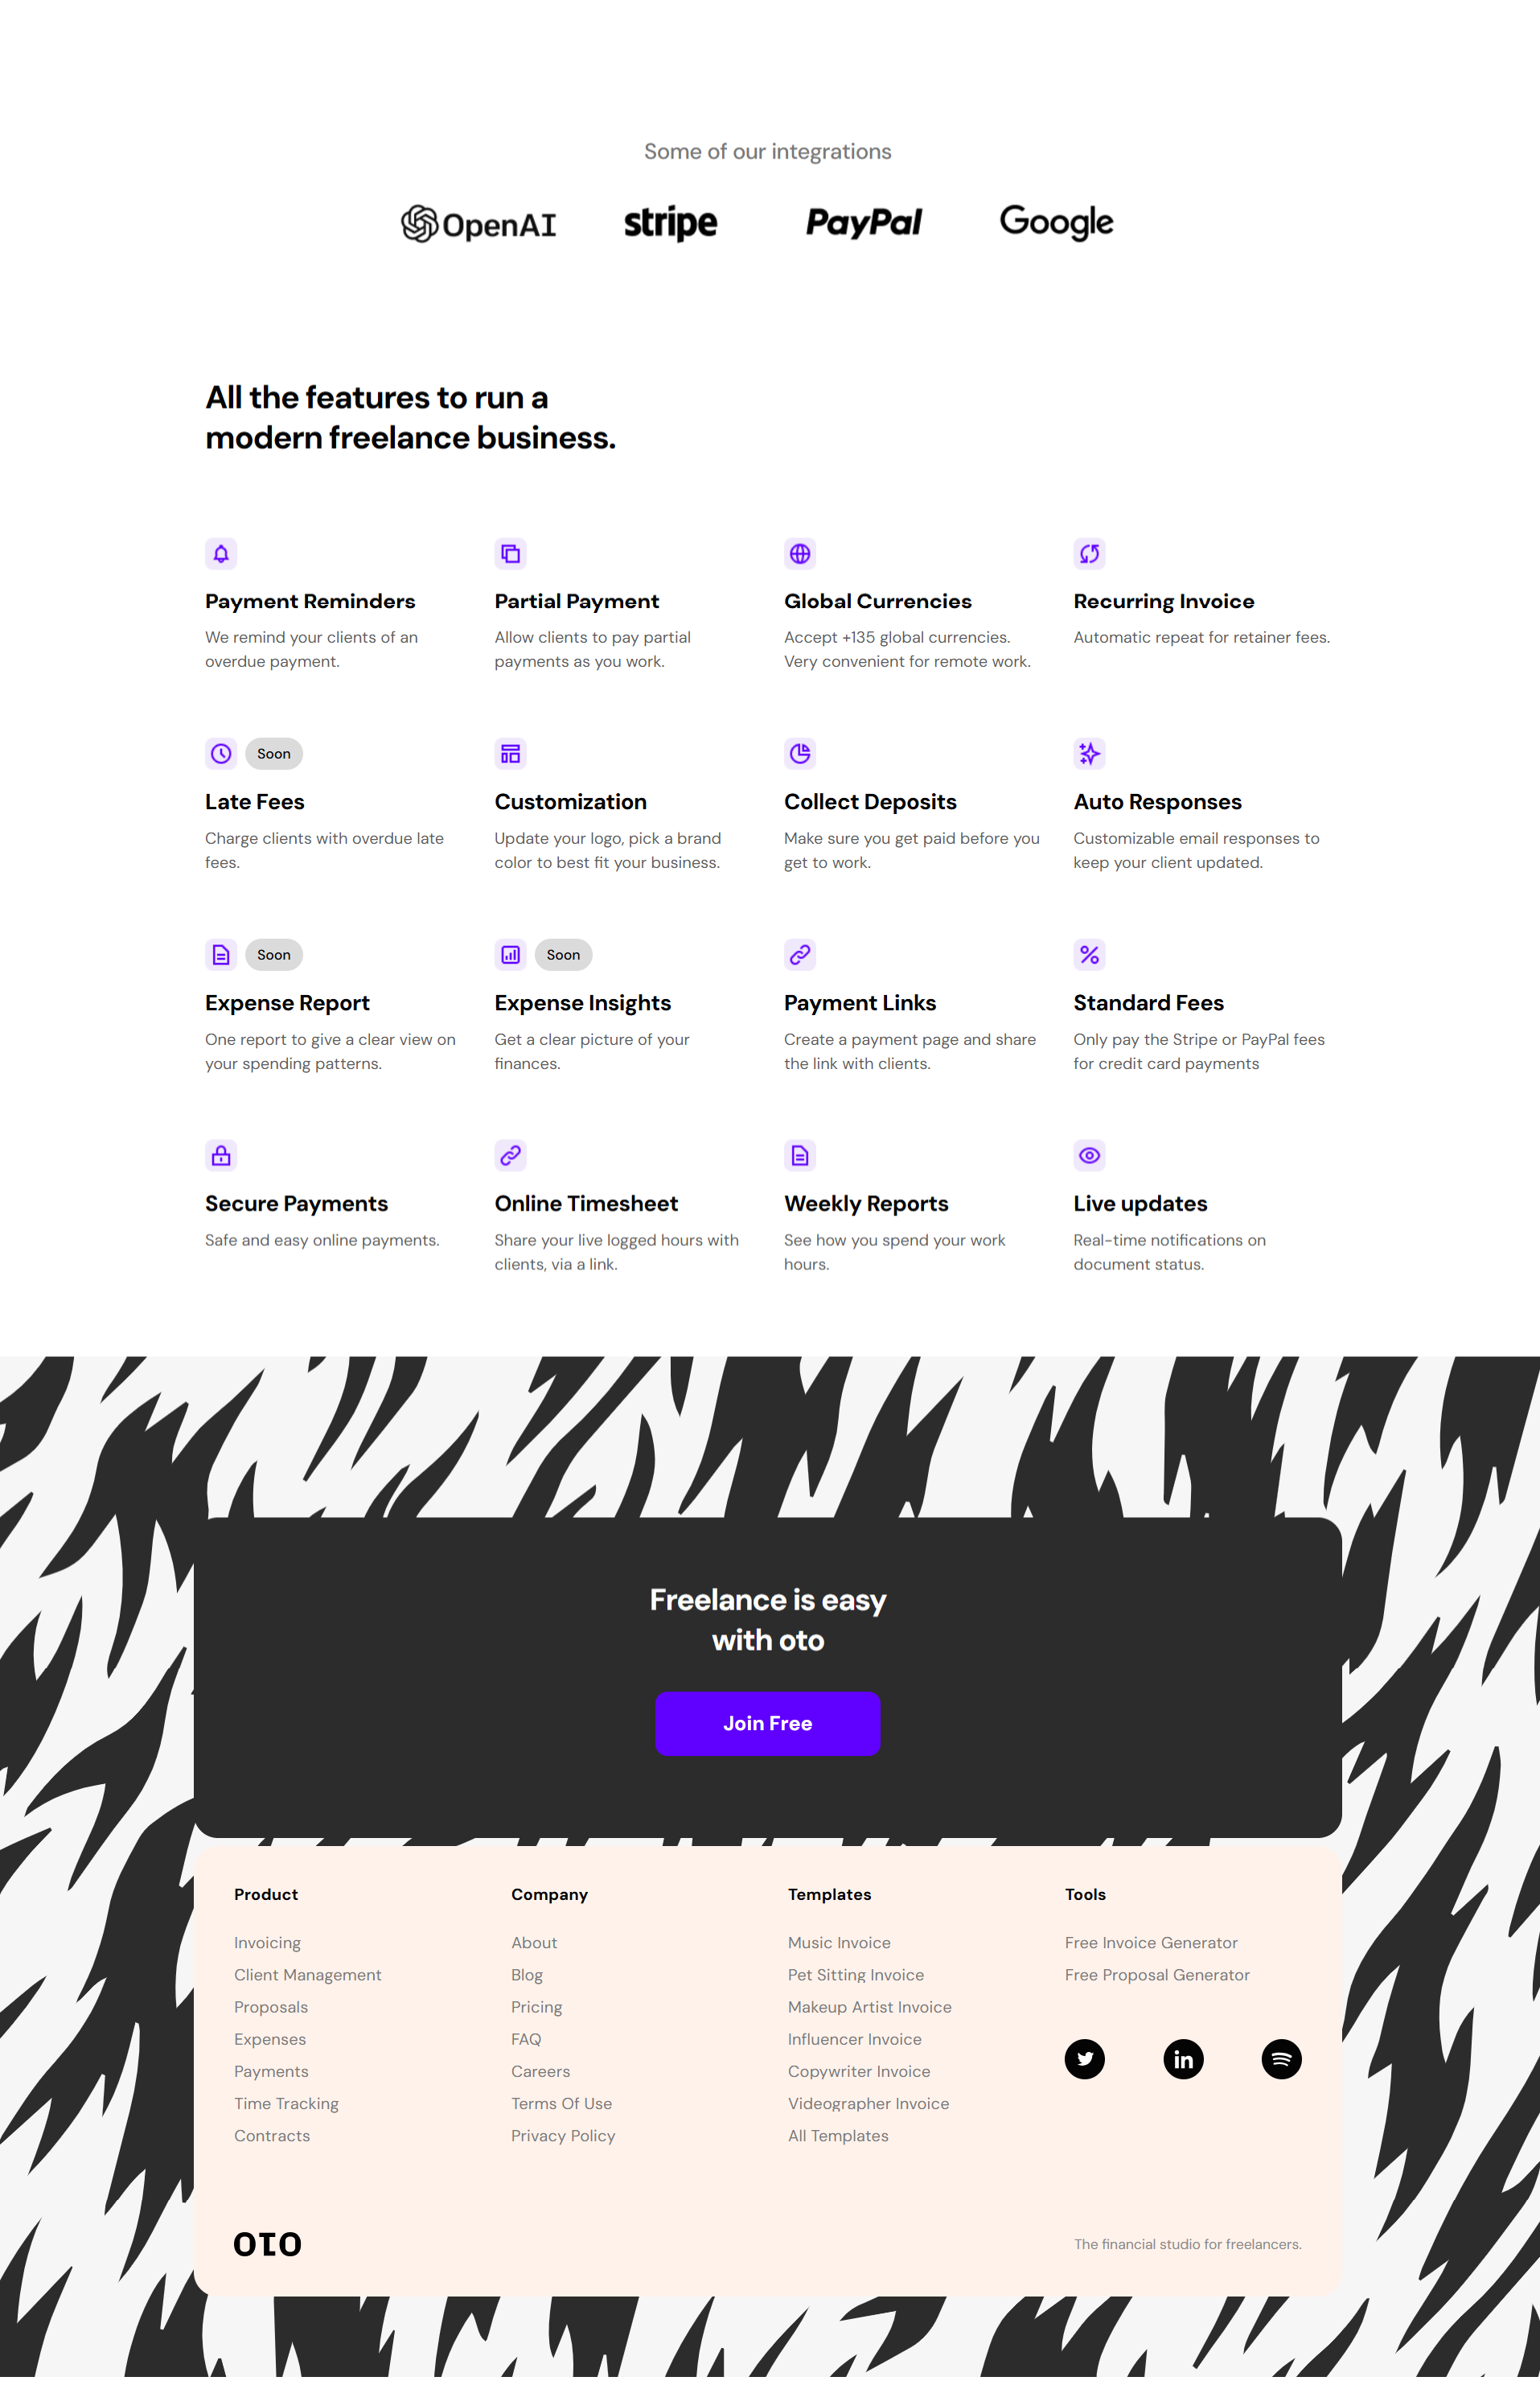 Some of our integrations
OpenAI
stripe
PayPal
Google
All the features to run a
modern freelance business.
Payment Reminders
We remind your clients of an
overdue payment.
Partial Payment
Allow clients to pay partial
payments as you work.
Global Currencies
Accept +135 global currencies.
Very convenient for remote work.
Recurring Invoice
Automatic repeat for retainer fees.
Soon
Late Fees
Charge clients with overdue late
fees.
Customization
Update your logo, pick a brand
color to best fit your business.
Collect Deposits
Make sure you get paid before you
get to work.
Auto Responses
Customizable email responses to
keep your client updated.
Soon
Expense Report
One report to give a clear view on
your spending patterns.
Soon
Expense Insights
Get a clear picture of your
finances.
Payment Links
Create a payment page and share
the link with clients.
Standard Fees
Only pay the Stripe or PayPal fees
for credit card payments
Secure Payments
Safe and easy online payments.
Online Timesheet
Share your live logged hours with
clients, via a link.
Weekly Reports
See how you spend your work
hours.
Live updates
Real-time notifications on
document status.
Freelance is easy
with oto
Join Free
Product
Invoicing
Client Management
Proposals
Expenses
Payments
Time Tracking
Contracts
Company
About
Blog
Pricing
FAQ
Careers
Terms Of Use
Privacy Policy
Templates
Music Invoice
Pet Sitting Invoice
Makeup Artist Invoice
Influencer Invoice
Copywriter Invoice
Videographer Invoice
All Templates
Tools
Free Invoice Generator
Free Proposal Generator
in
OTO
The financial studio for freelancers.